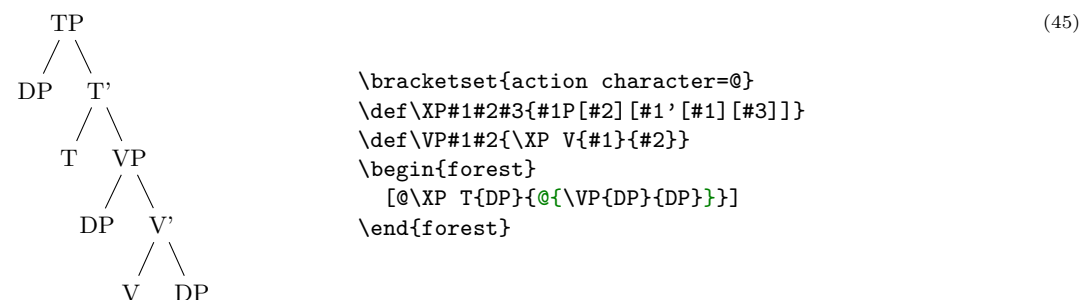 TP
DP T'
T VP
DP V'
V DP
(45)
\bracketset{action character=@}
\def\XP#1#2#3{#1P[#2][#1'[#1][#3]]}
\def\VP#1#2{\XP V{#1}{#2}}
\begin{forest}
[@\XP T{DP}{@{\VP{DP}{DP}}}]
\end{forest}